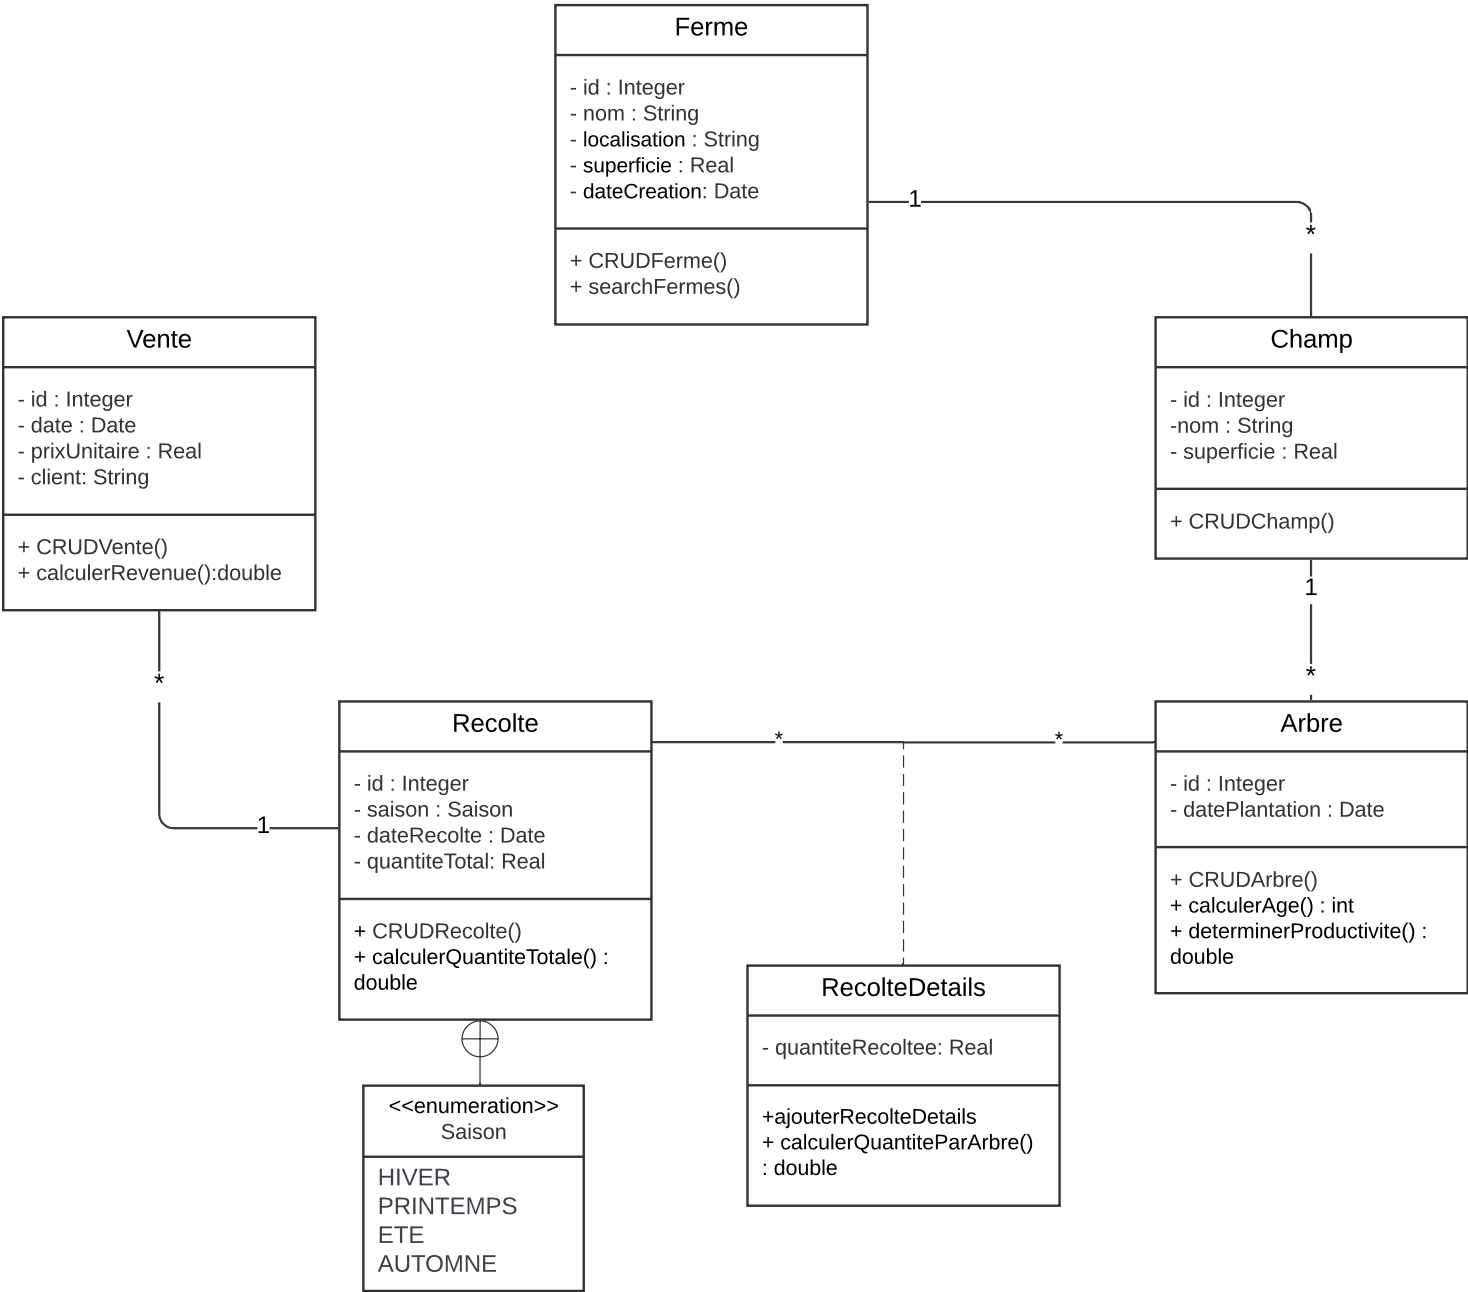 Ferme
- id : Integer
- nom : String
- localisation : String
- superficie : Real
- dateCreation: Date
+ CRUDFerme()
+ searchFermes()
1
*
Vente
- id : Integer
- date : Date
- prixUnitaire : Real
- client: String
+ CRUDVente()
+ calculerRevenue():double
Champ
- id : Integer
-nom : String
- superficie : Real
+ CRUDChamp()
1
*
*
1
Recolte
- id : Integer
- saison : Saison
- dateRecolte : Date
- quantiteTotal: Real
+ CRUDRecolte()
+ calculerQuantiteTotale() :
double
*
*
Arbre
- id : Integer
- datePlantation : Date
+ CRUDArbre()
+ calculerAge() : int
+ determinerProductivite() :
double
RecolteDetails
- quantiteRecoltee: Real
+ajouterRecolteDetails
+ calculerQuantiteParArbre()
: double
<<enumeration>>
Saison
HIVER
PRINTEMPS
ETE
AUTOMNE